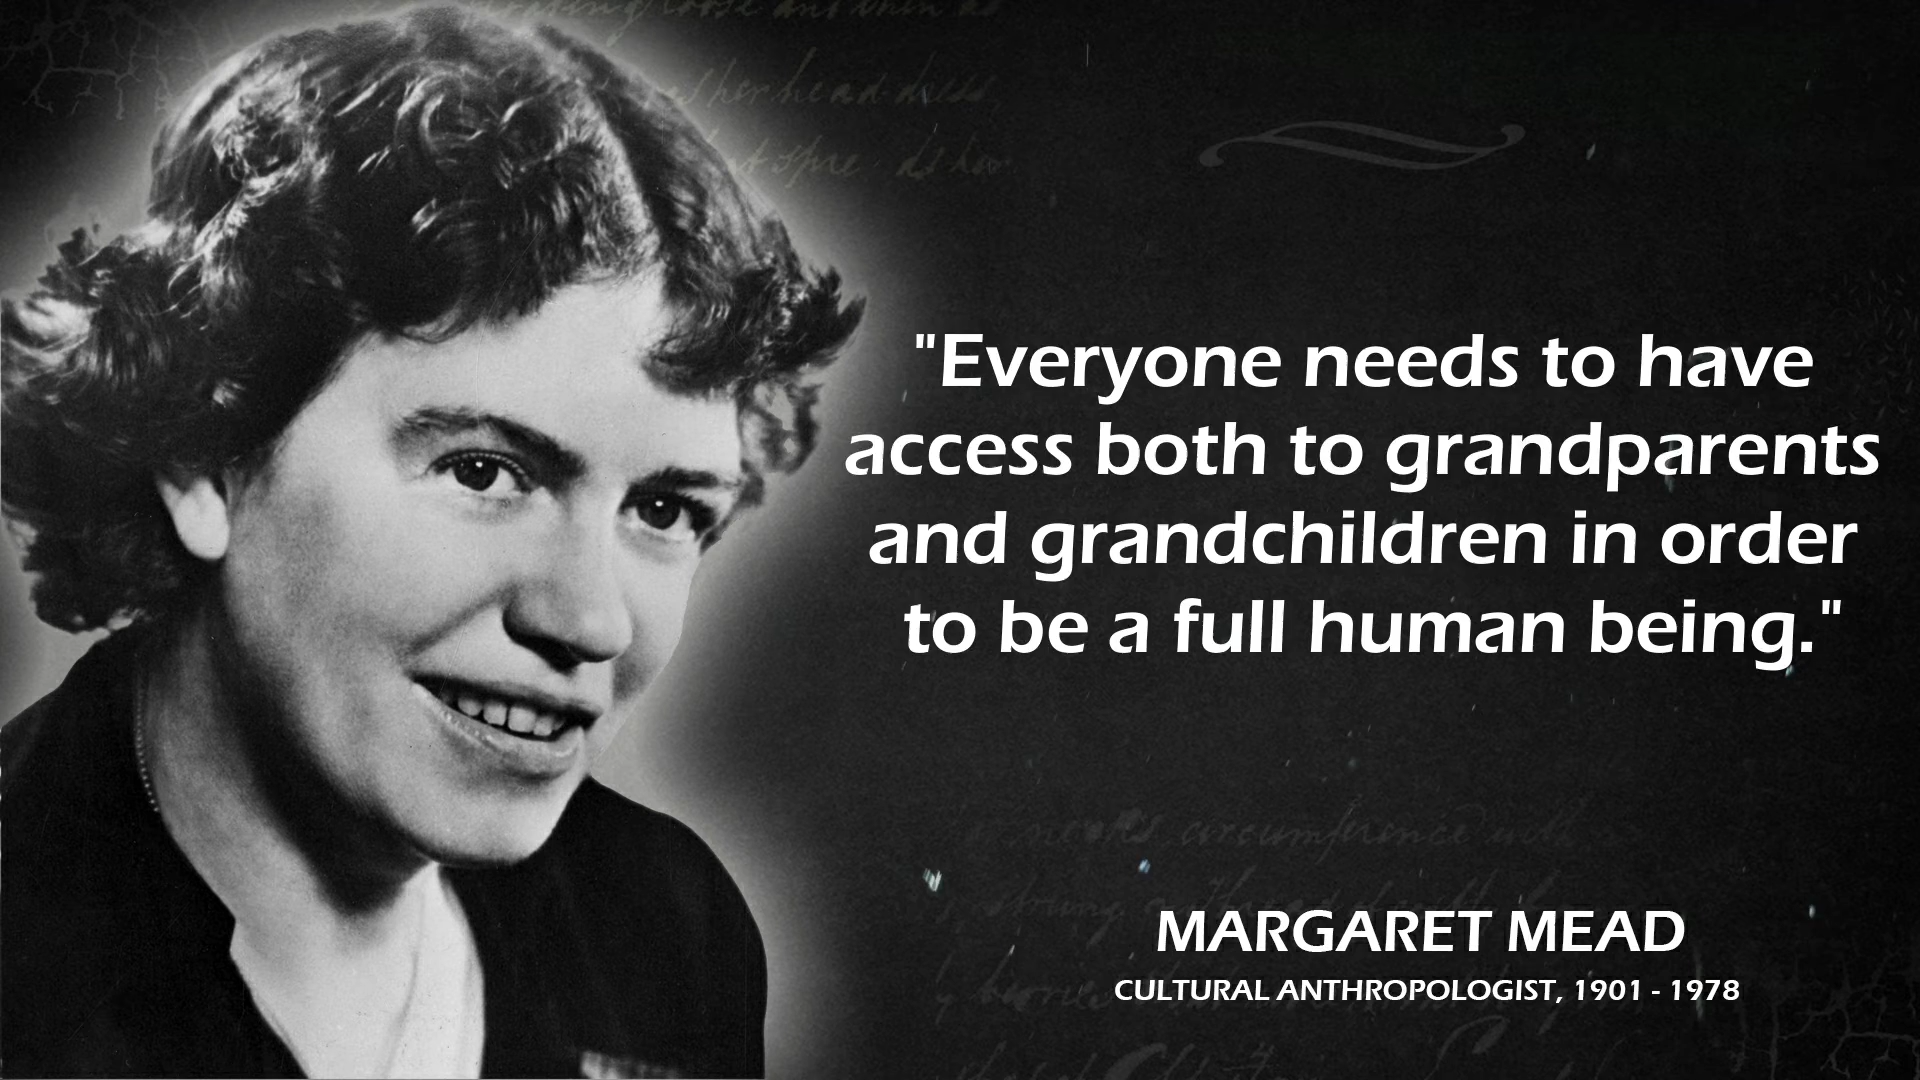 "Everyone needs to have
access both to grandparents
and grandchildren in order
to be a full human being."
MARGARET MEAD
CULTURAL ANTHROPOLOGIST, 1901 - 1978